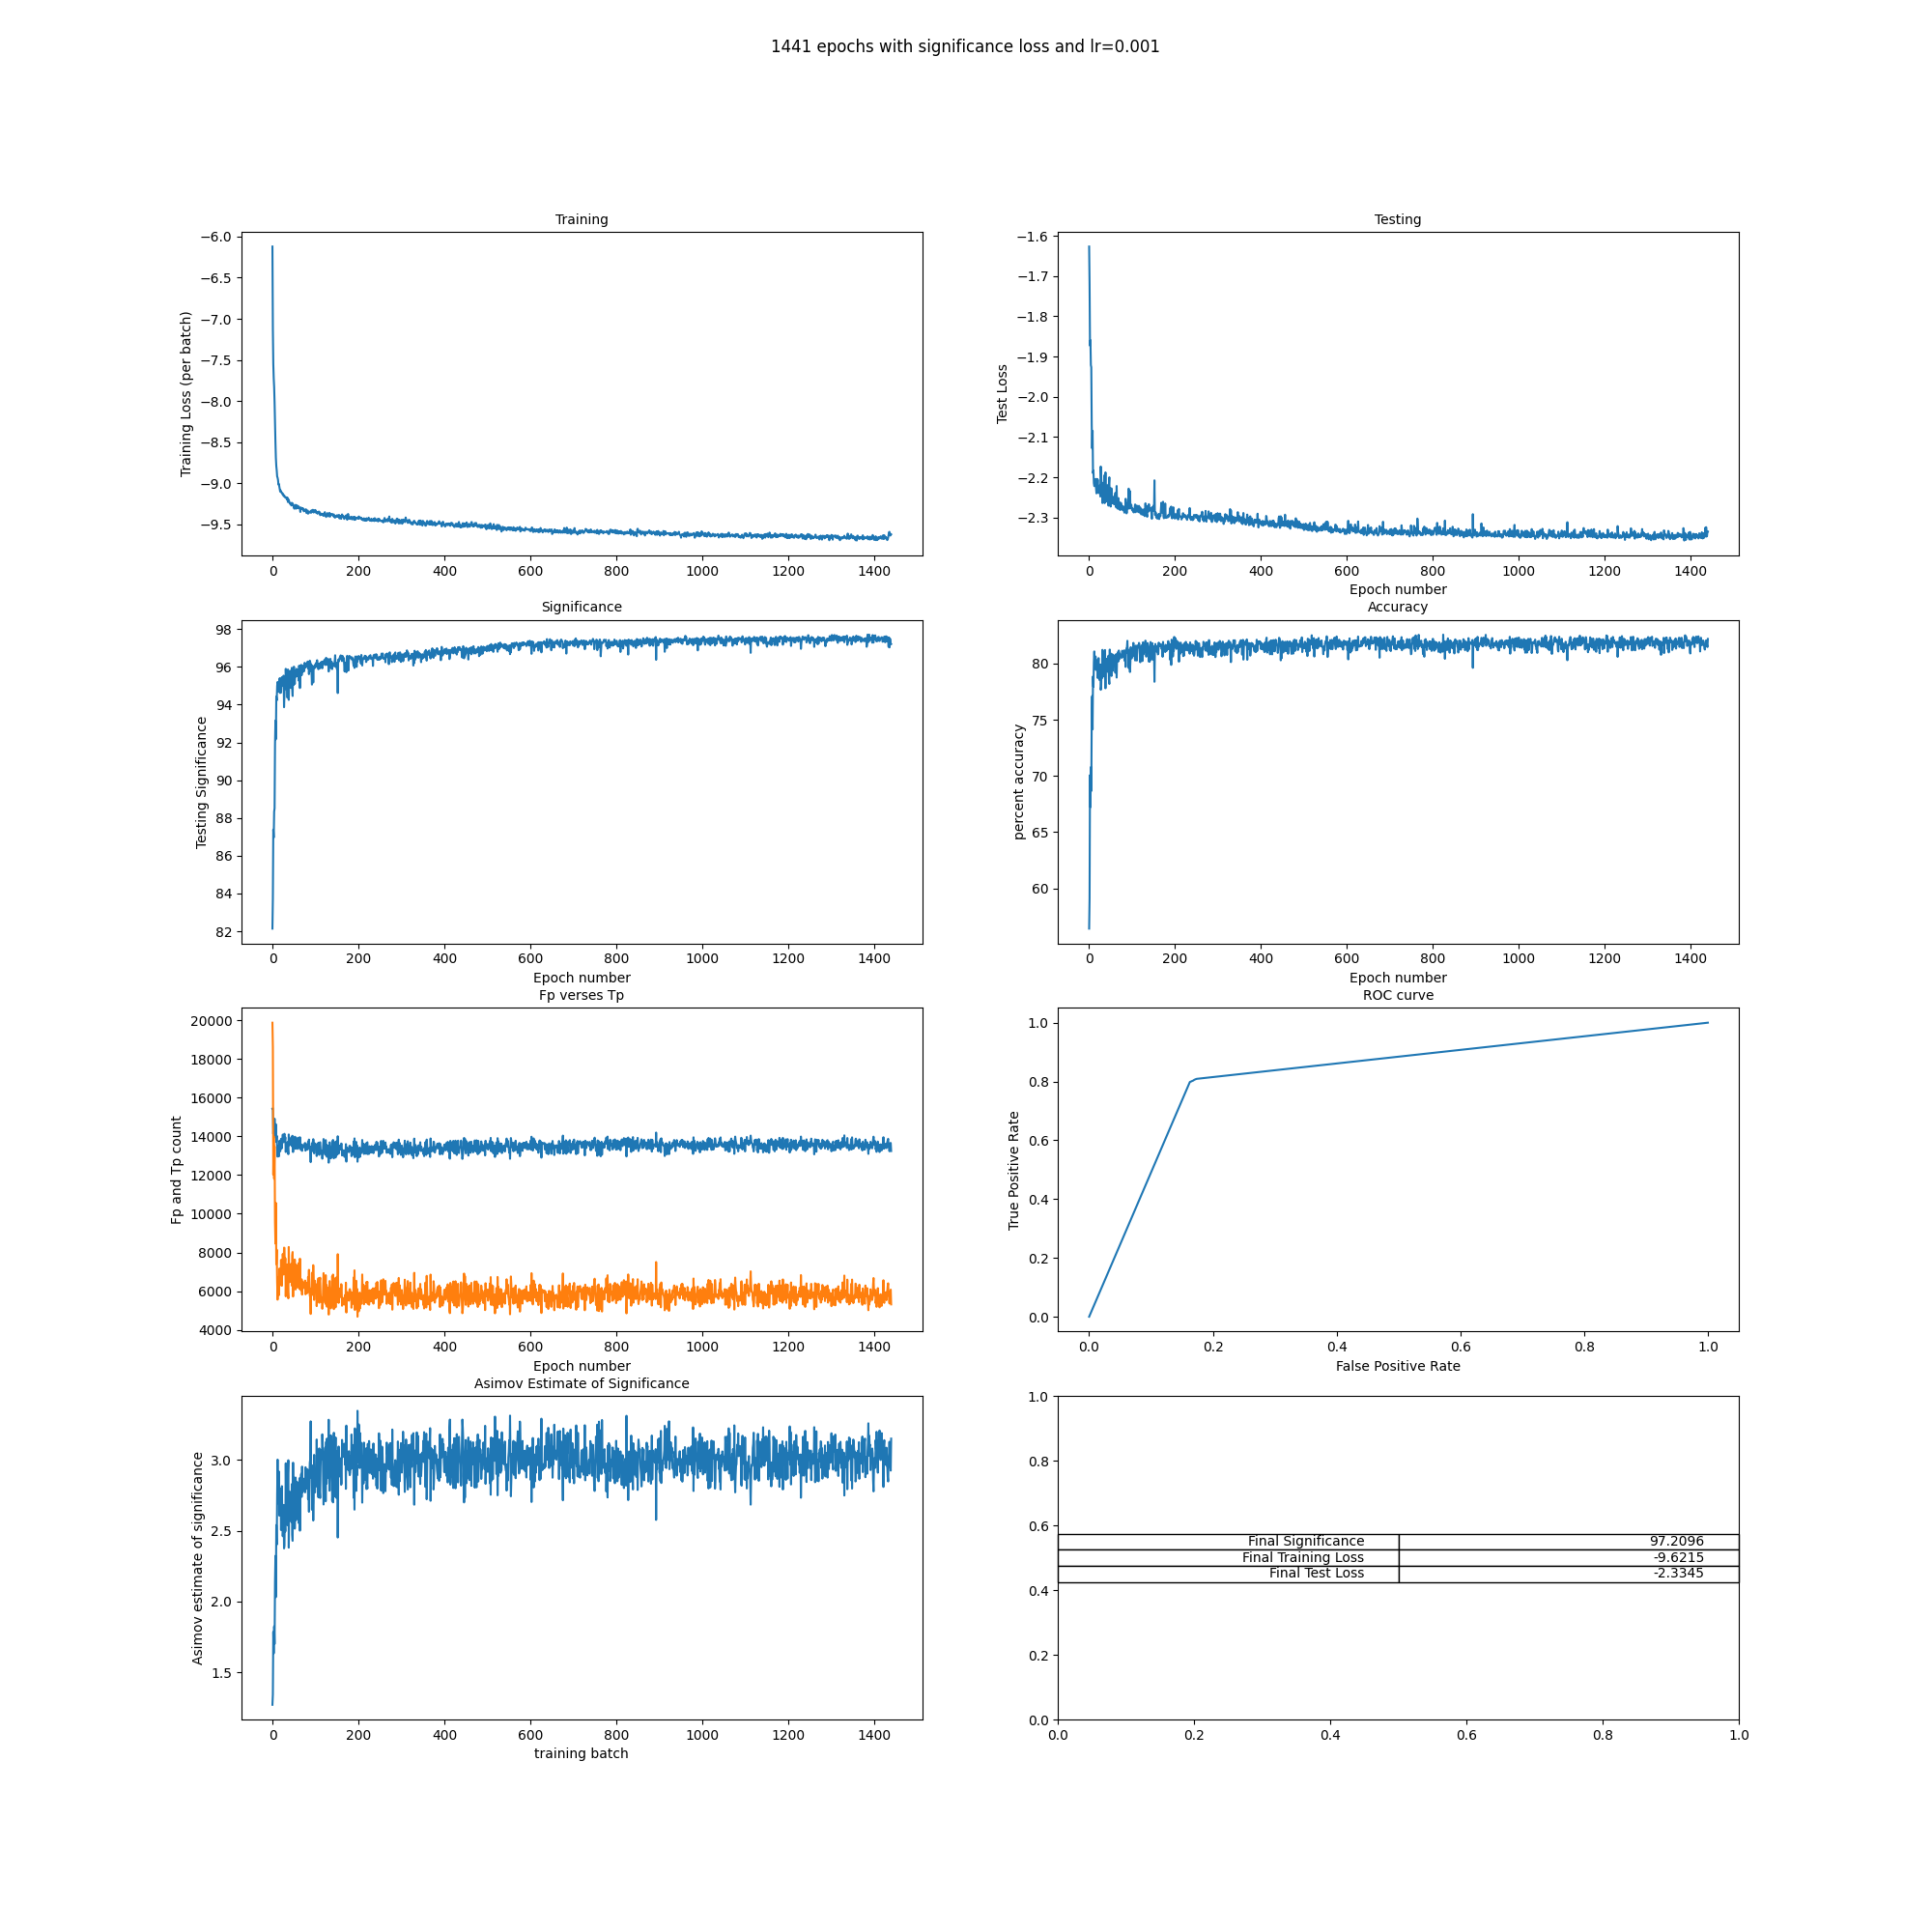 1441 epochs with significance loss and lr=0.001
Training
Training Loss (per batch)
−6.0
−6.5
−7.0
−7.5
−8.0
−8.5
−9.0
−9.5
0 200 400 600 800 1000 1200 1400
Testing
Test Loss
−1.6
−1.7
−1.8
−1.9
−2.0
−2.1
−2.2
−2.3
0 200 400 600 800 1000 1200 1400
Epoch number
Significance
Testing Significance
98
96
94
92
90
88
86
84
82
0 200 400 600 800 1000 1200 1400
Epoch number
Accuracy
percent accuracy
80
75
70
65
60
0 200 400 600 800 1000 1200 1400
Epoch number
Fp verses Tp
Fp and Tp count
20000
18000
16000
14000
12000
10000
8000
6000
4000
0 200 400 600 800 1000 1200 1400
Epoch number
ROC curve
True Positive Rate
1.0
0.8
0.6
0.4
0.2
0.0
0.0 0.2 0.4 0.6 0.8 1.0
False Positive Rate
Asimov Estimate of Significance
Asimov estimate of significance
3.0
2.5
2.0
1.5
0 200 400 600 800 1000 1200 1400
training batch
1.0
0.8
0.6
0.4
0.2
0.0
Final Significance 97.2096
Final Training Loss -9.6215
Final Test Loss -2.3345
0.0 0.2 0.4 0.6 0.8 1.0